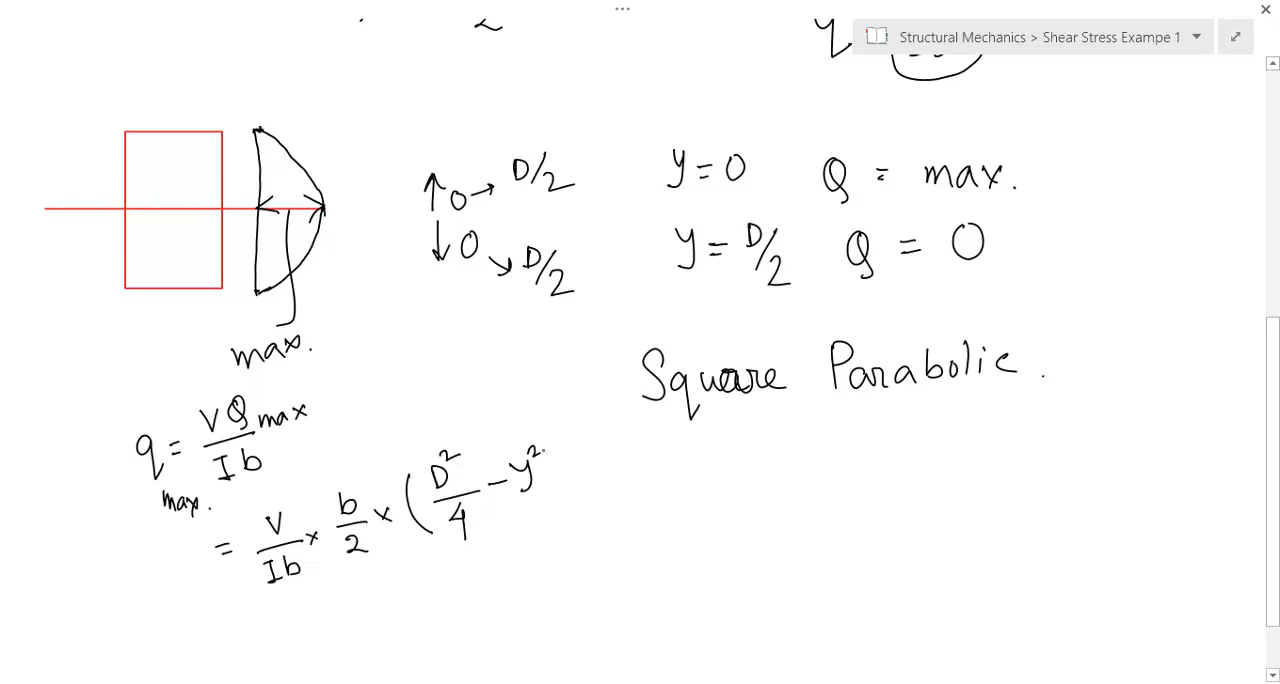 Structural Mechanics > Shear Stress Exampe 1
↑0→ D/2
↓0 ↘ D/2
y = 0 Q = max.
y = D/2 Q = 0
max.
Square Parabolic.
q max. = VQmax / Ib
= V/Ib × b/2 × (D²/4 − y²